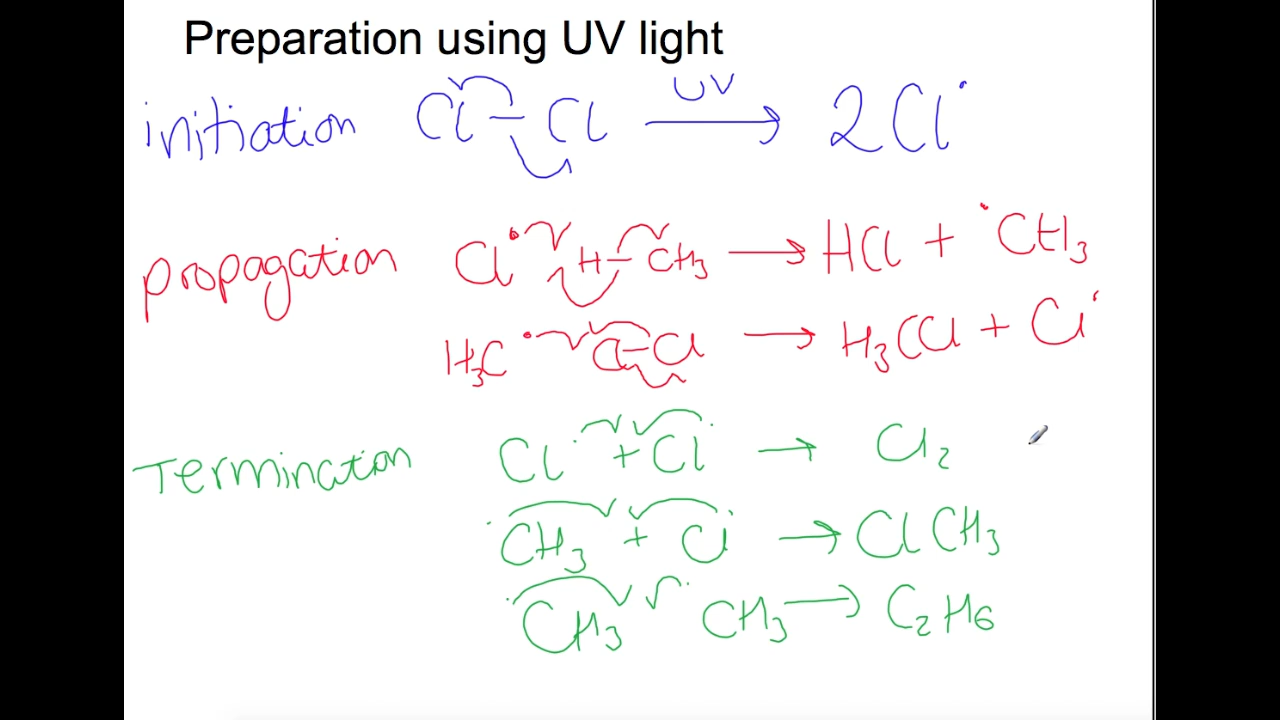 Preparation using UV light
initiation Cl–Cl UV→ 2Cl•
propagation Cl• H–CH₃ → HCl + •CH₃
H₃C• Cl–Cl → H₃CCl + Cl•
Termination Cl• + Cl• → Cl₂
•CH₃ + Cl• → ClCH₃
•CH₃ •CH₃ → C₂H₆